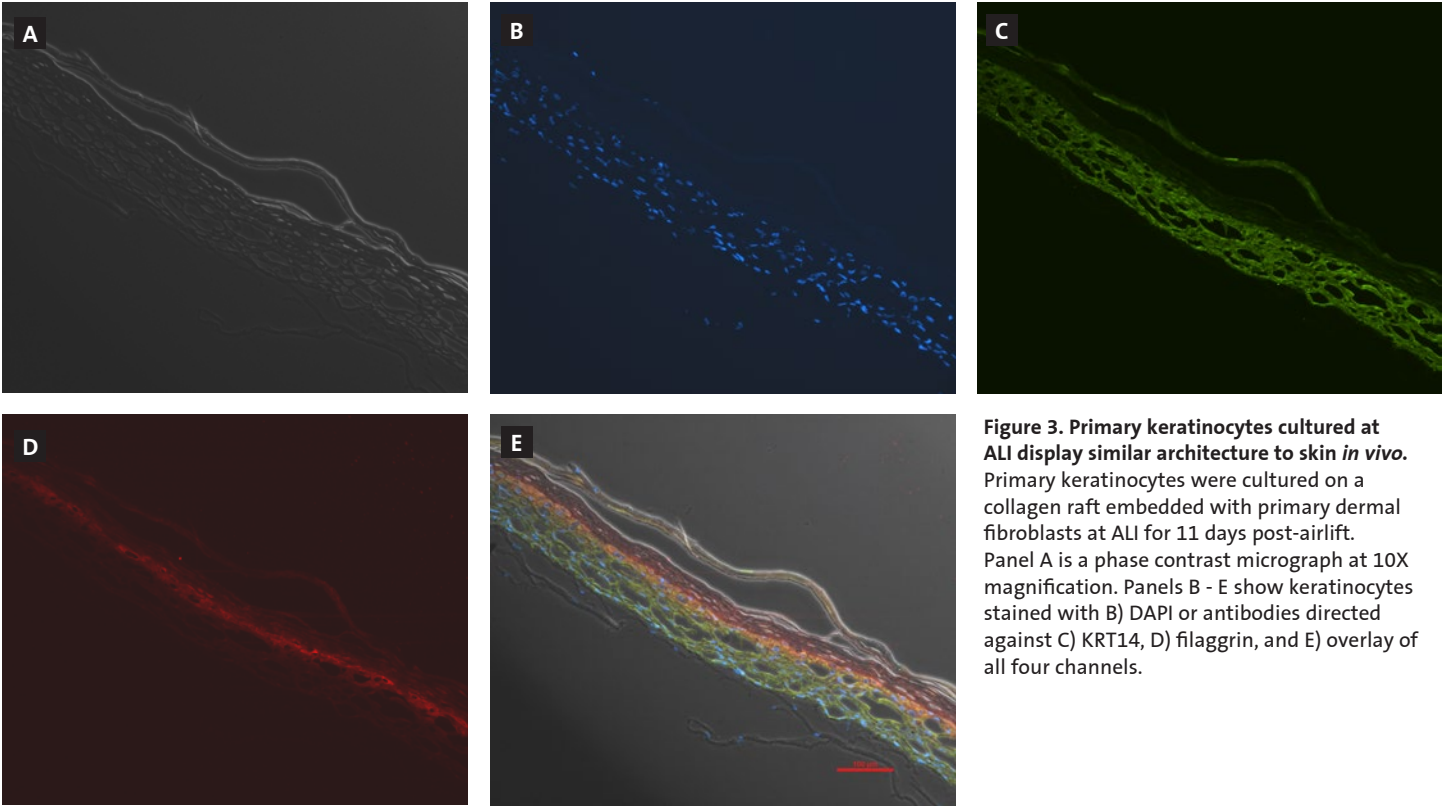 A
B
C
D
E
Figure 3. Primary keratinocytes cultured at
ALI display similar architecture to skin in vivo.
Primary keratinocytes were cultured on a
collagen raft embedded with primary dermal
fibroblasts at ALI for 11 days post-airlift.
Panel A is a phase contrast micrograph at 10X
magnification. Panels B - E show keratinocytes
stained with B) DAPI or antibodies directed
against C) KRT14, D) filaggrin, and E) overlay of
all four channels.